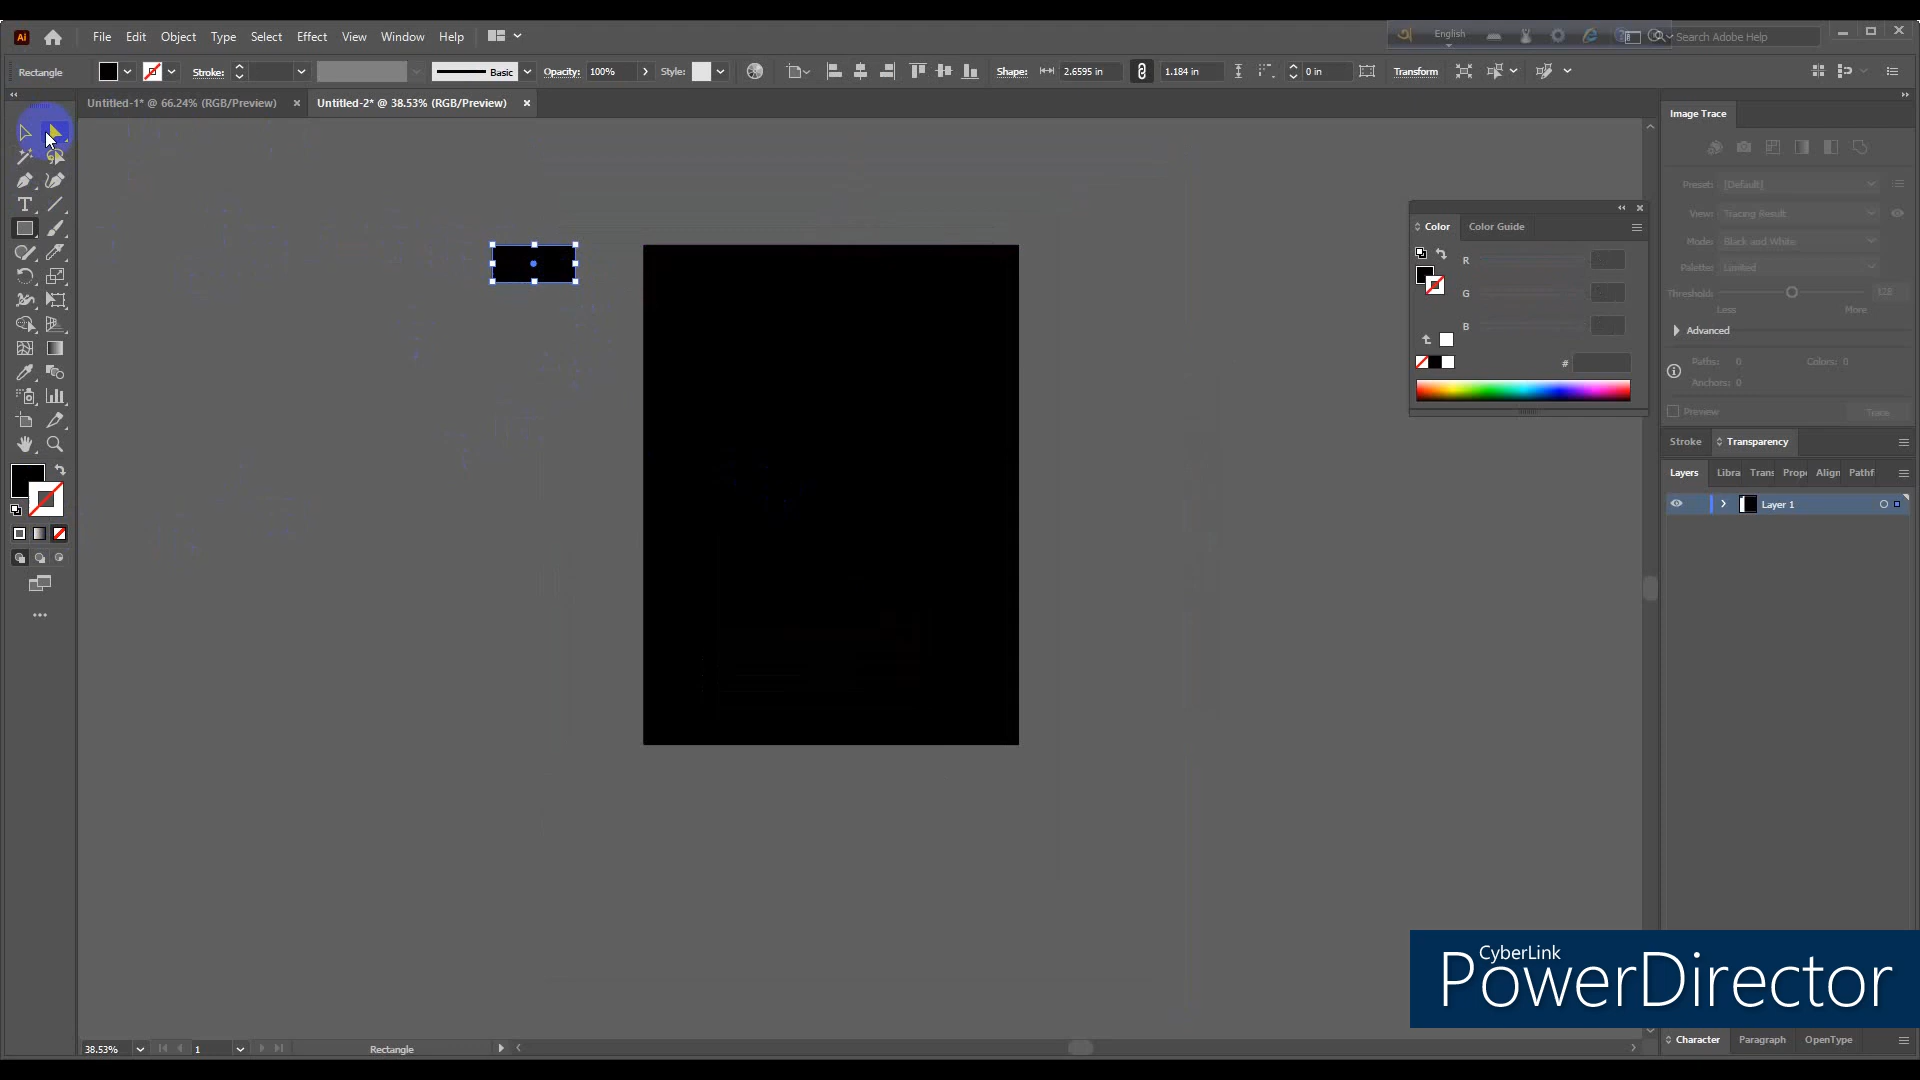 Ai File Edit Object Type Select Effect View Window Help English Search Adobe Help
Rectangle Stroke: Basic Opacity: 100% Style: Shape: 2.6595 in 1.184 in 0 in Transform
Untitled-1* @ 66.24% (RGB/Preview) × Untitled-2* @ 38.53% (RGB/Preview) ×
Image Trace
Preset: [Default]
View: Tracing Result
Mode: Black and White
Palette: Limited
Threshold: 128
Less More
Advanced
Paths: 0 Colors: 0
Anchors: 0
Preview Trace
Color Color Guide
R
G
B
#
Stroke Transparency
Layers Libra Trans Prope Align Pathf
Layer 1
CyberLink
PowerDirector
38.53% 1 Rectangle
Character Paragraph OpenType